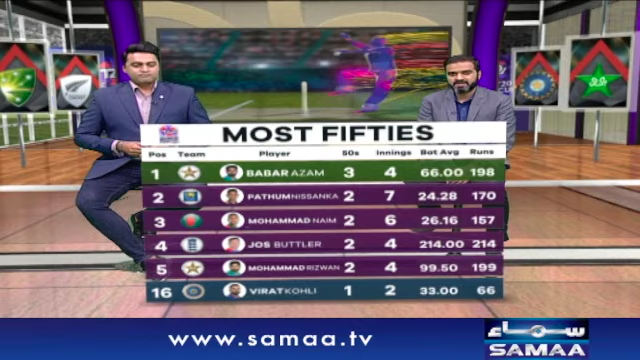 MOST FIFTIES
Pos Team Player 50s Innings Bat Avg Runs
1 BABAR AZAM 3 4 66.00 198
2 PATHUM NISSANKA 2 7 24.28 170
3 MOHAMMAD NAIM 2 6 26.16 157
4 JOS BUTTLER 2 4 214.00 214
5 MOHAMMAD RIZWAN 2 4 99.50 199
16 VIRAT KOHLI 1 2 33.00 66
www.samaa.tv
سماء
SAMAA